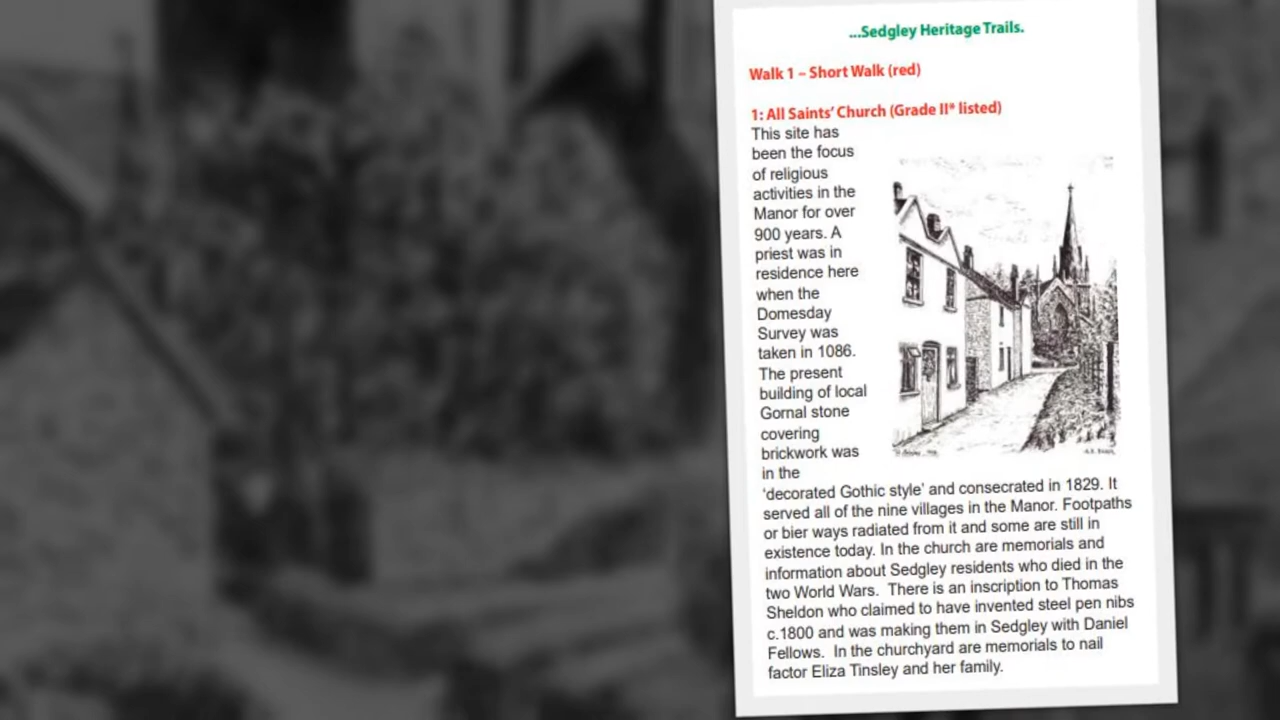 ...Sedgley Heritage Trails.
Walk 1 – Short Walk (red)
1: All Saints' Church (Grade II* listed)
This site has
been the focus
of religious
activities in the
Manor for over
900 years. A
priest was in
residence here
when the
Domesday
Survey was
taken in 1086.
The present
building of local
Gornal stone
covering
brickwork was
in the
'decorated Gothic style' and consecrated in 1829. It
served all of the nine villages in the Manor. Footpaths
or bier ways radiated from it and some are still in
existence today. In the church are memorials and
information about Sedgley residents who died in the
two World Wars.  There is an inscription to Thomas
Sheldon who claimed to have invented steel pen nibs
c.1800 and was making them in Sedgley with Daniel
Fellows.  In the churchyard are memorials to nail
factor Eliza Tinsley and her family.